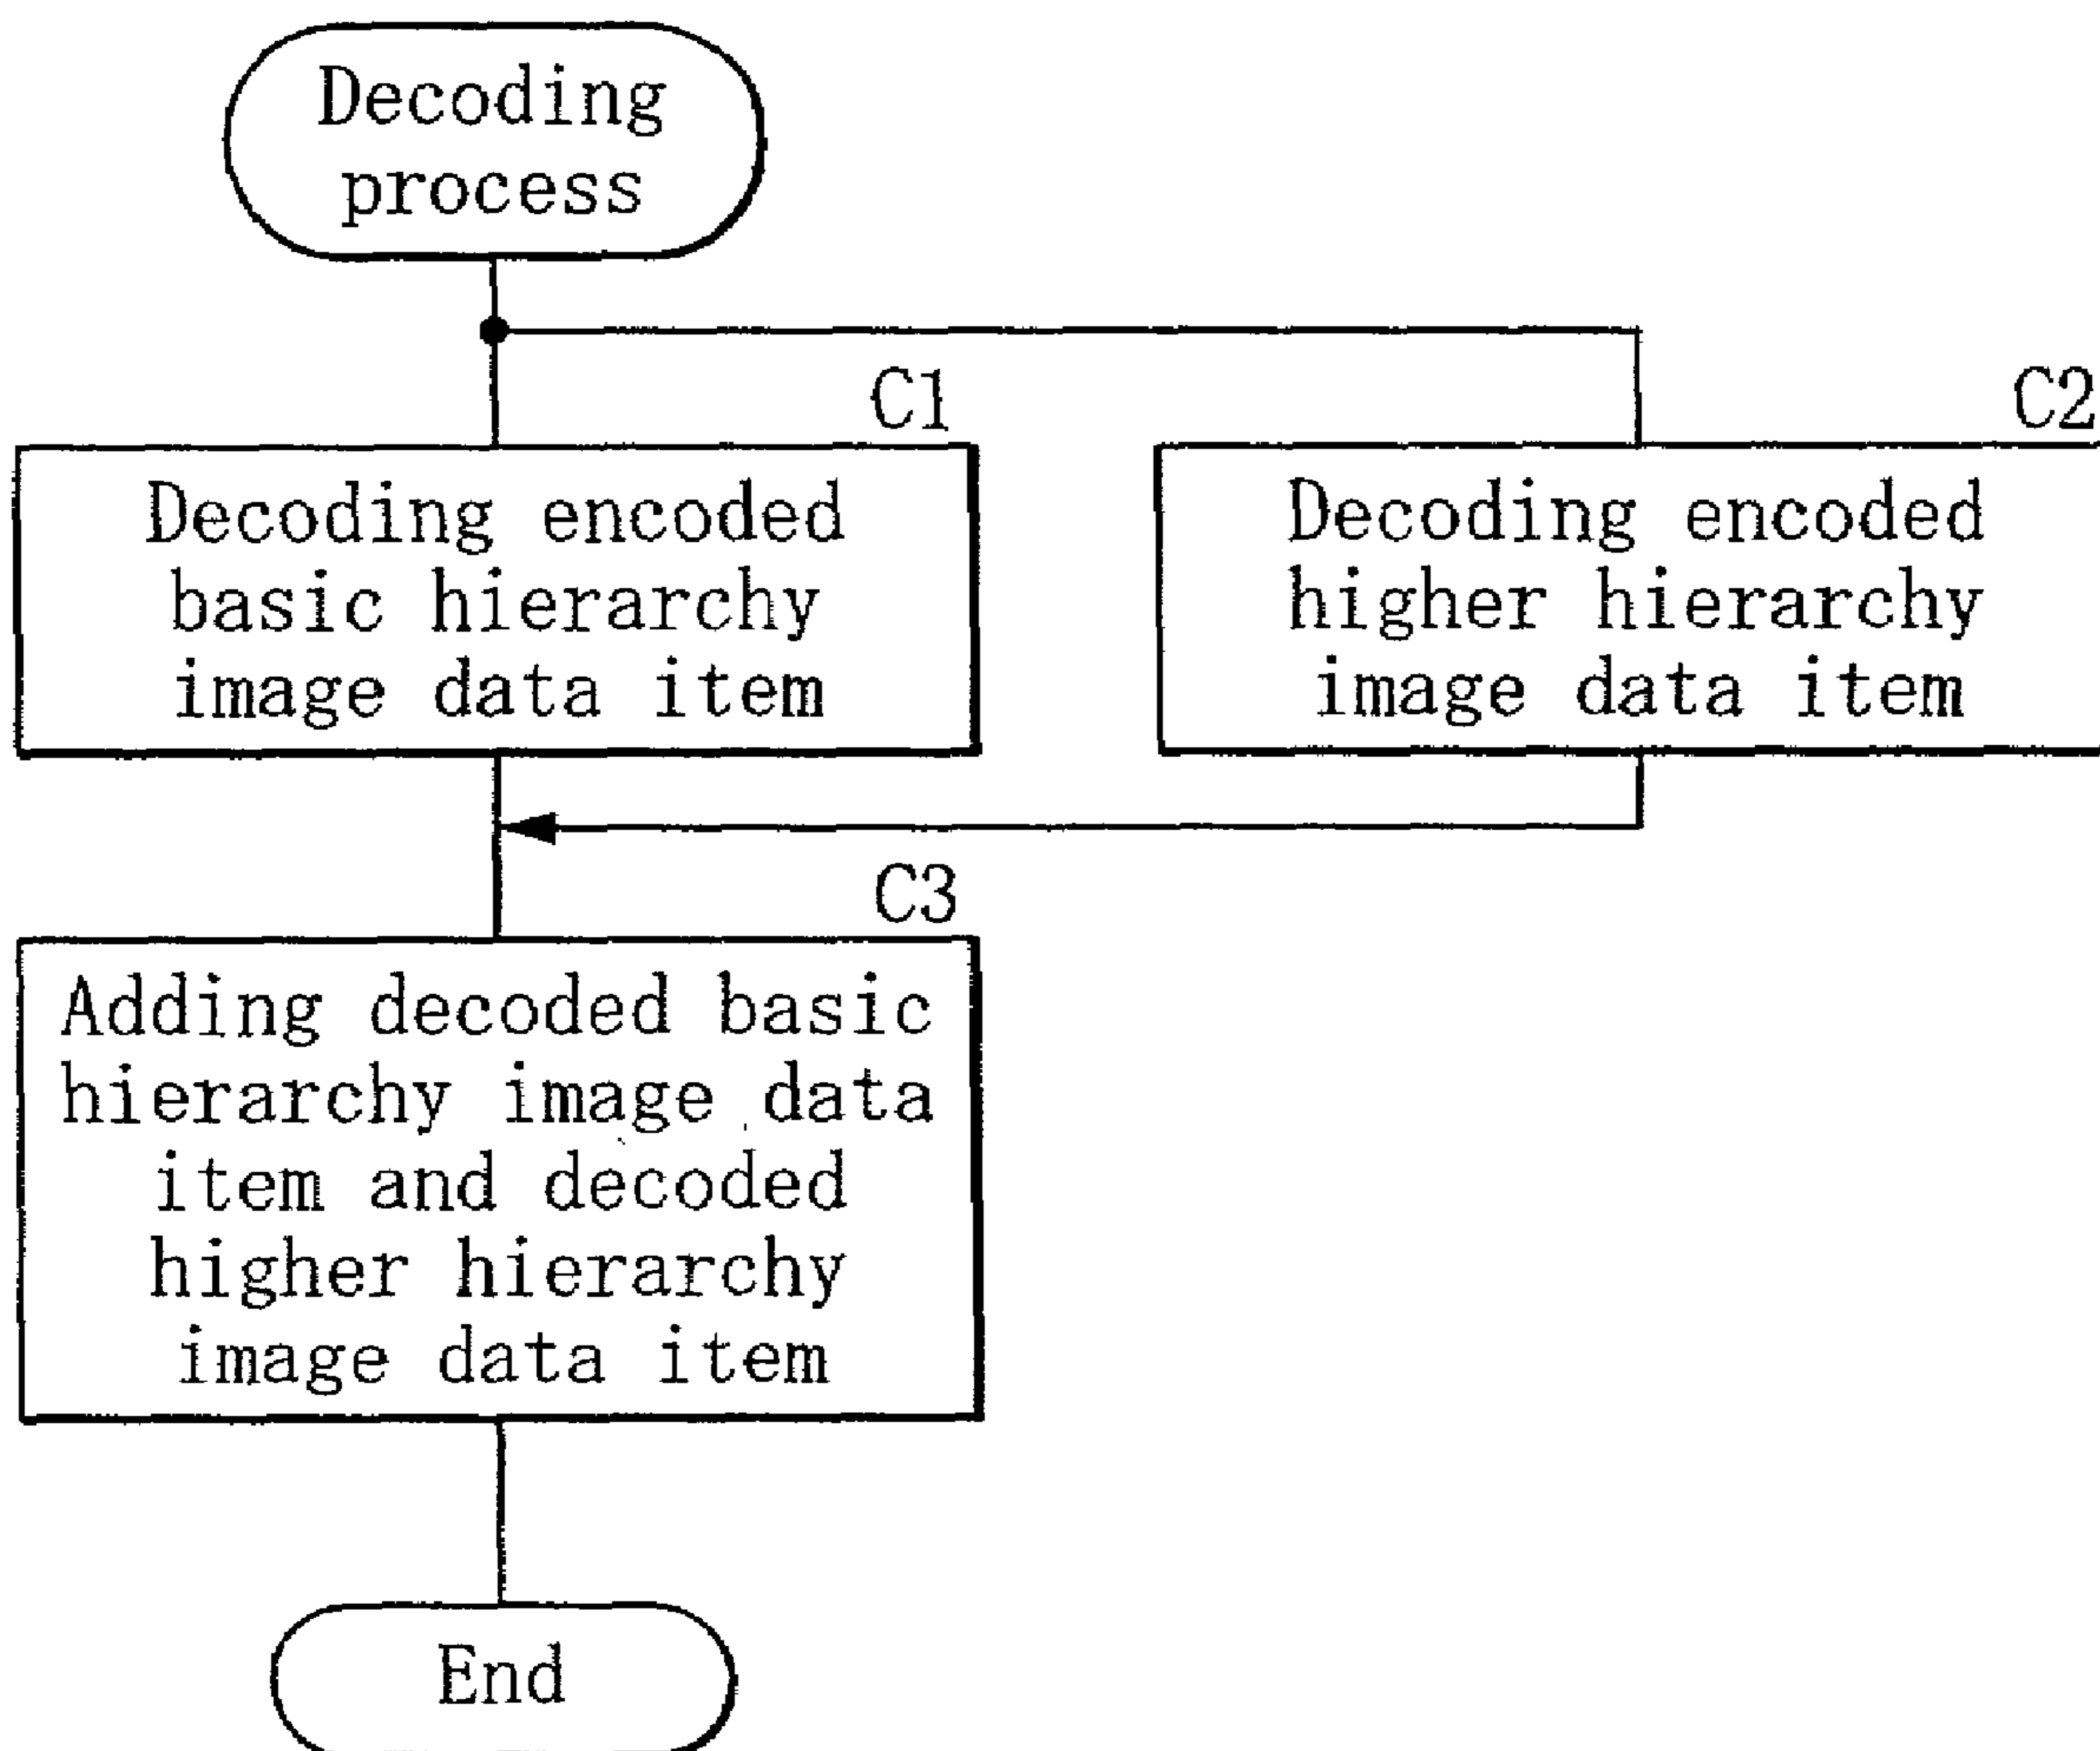 Decoding
process
C1
Decoding encoded
basic hierarchy
image data item
C2
Decoding encoded
higher hierarchy
image data item
C3
Adding decoded basic
hierarchy image data
item and decoded
higher hierarchy
image data item
End